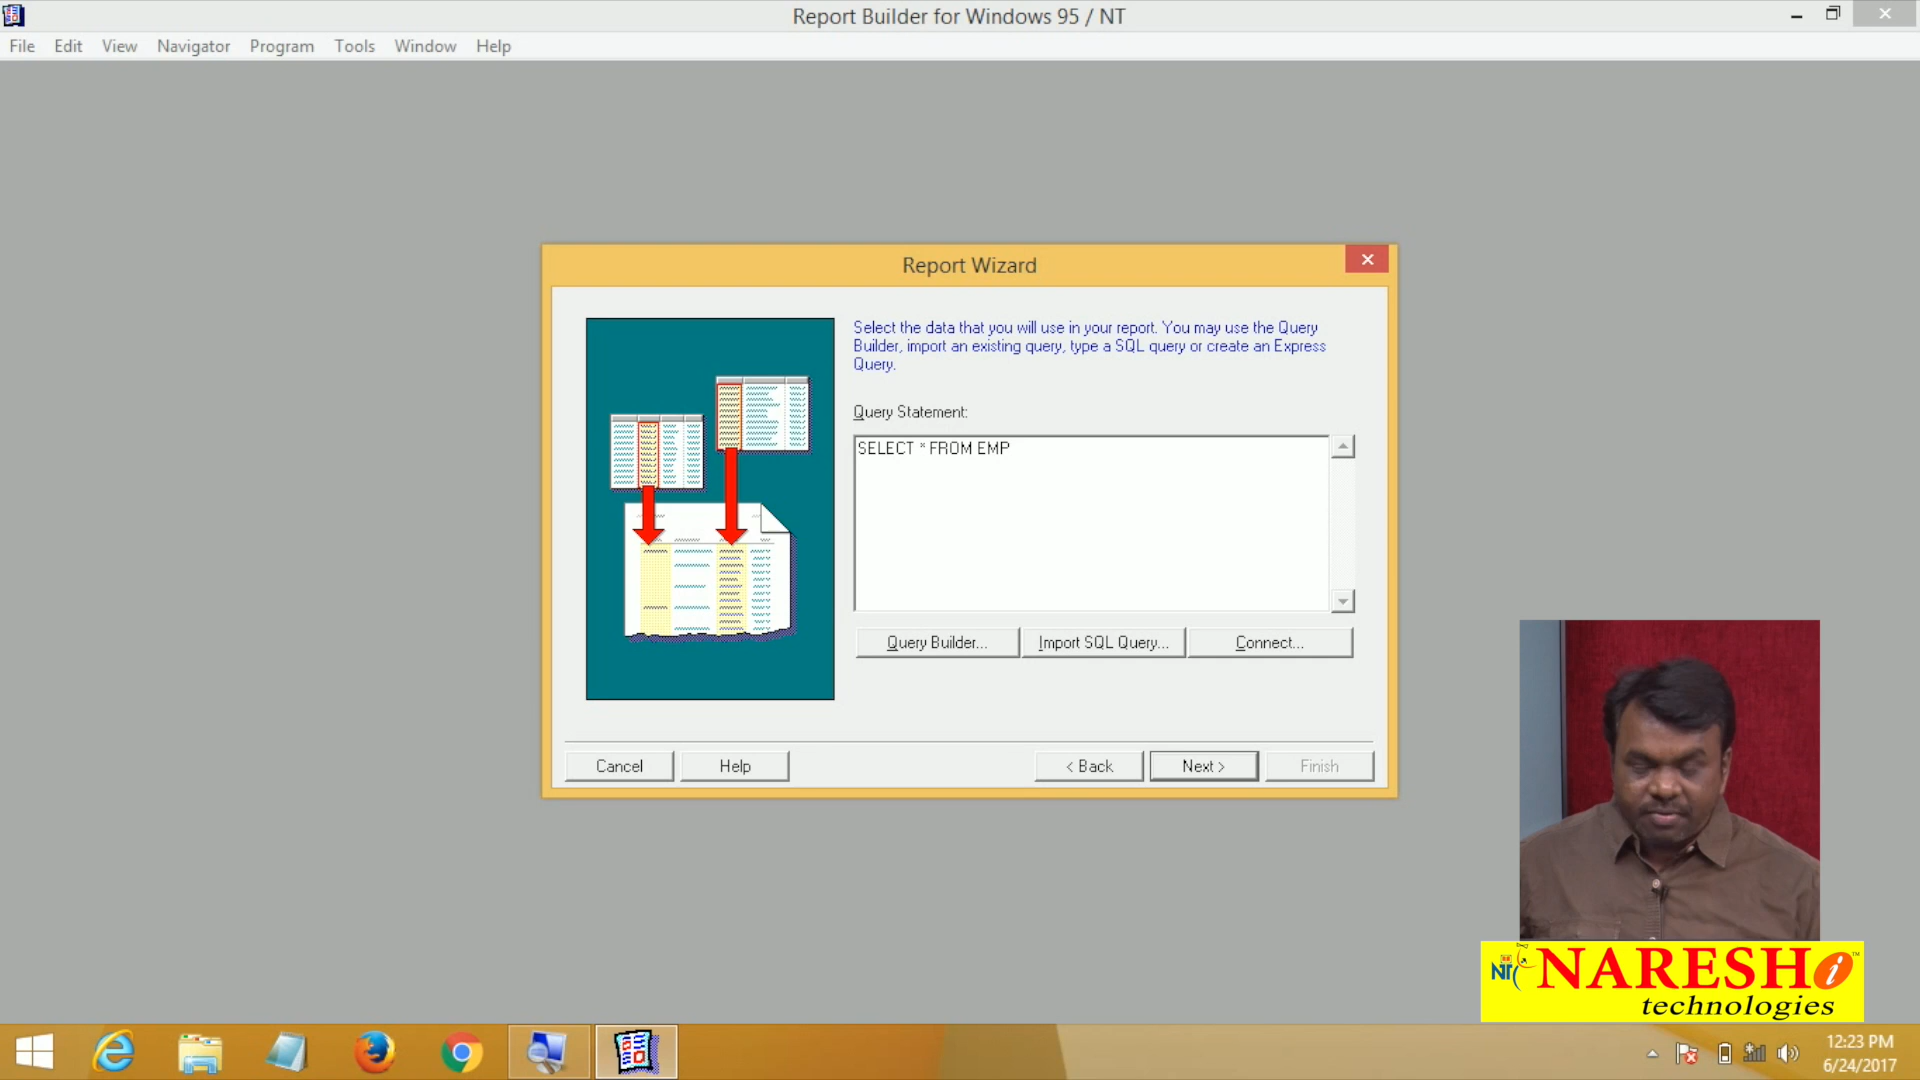 Report Builder for Windows 95 / NT
File Edit View Navigator Program Tools Window Help
Report Wizard
Select the data that you will use in your report. You may use the Query
Builder, import an existing query, type a SQL query or create an Express
Query.
Query Statement:
SELECT * FROM EMP
Query Builder... Import SQL Query... Connect...
Cancel Help < Back Next > Finish
NARESH i
technologies
12:23 PM
6/24/2017